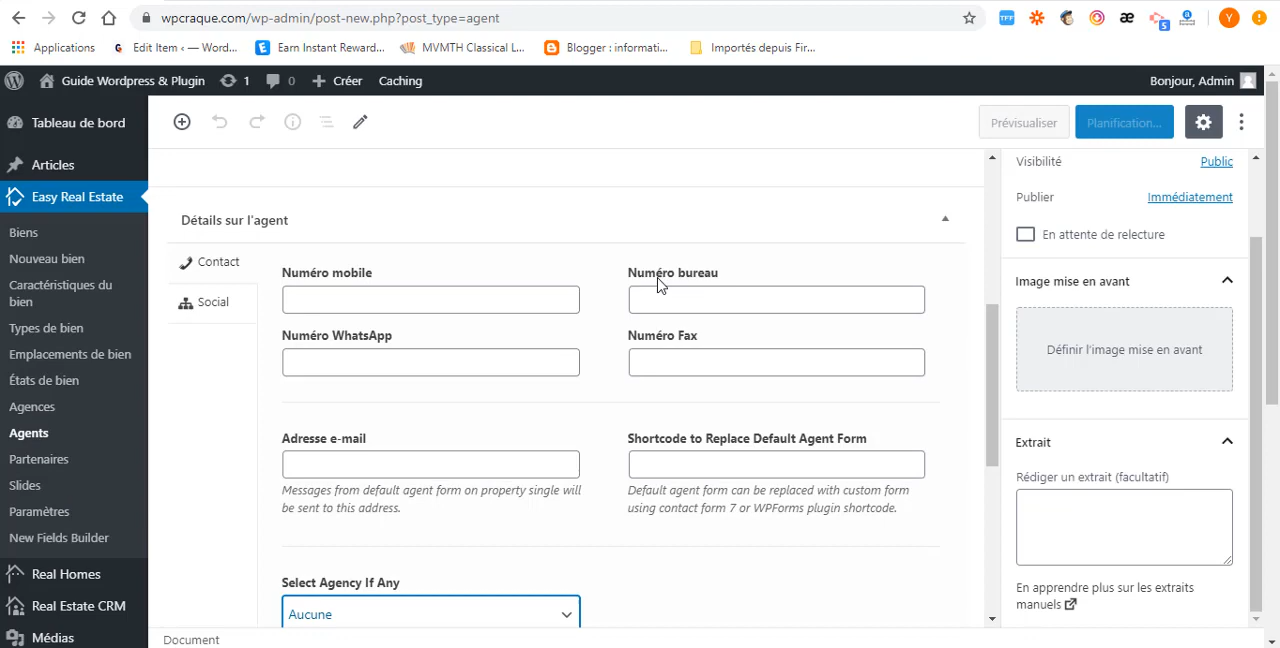 wpcraque.com/wp-admin/post-new.php?post_type=agent
TFF
æ
5
Y
Applications
Edit Item ‹ — Word...
Earn Instant Rewar...
MVMTH Classical L...
Blogger : informati...
Importés depuis Fir...
Guide Wordpress & Plugin
1
0
Créer
Caching
Bonjour, Admin
Tableau de bord
Articles
Easy Real Estate
Biens
Nouveau bien
Caractéristiques du
bien
Types de bien
Emplacements de bien
États de bien
Agences
Agents
Partenaires
Slides
Paramètres
New Fields Builder
Real Homes
Real Estate CRM
Médias
Prévisualiser
Planification...
Détails sur l'agent
Contact
Social
Numéro mobile
Numéro bureau
Numéro WhatsApp
Numéro Fax
Adresse e-mail
Shortcode to Replace Default Agent Form
Messages from default agent form on property single will
be sent to this address.
Default agent form can be replaced with custom form
using contact form 7 or WPForms plugin shortcode.
Select Agency If Any
Aucune
Document
Visibilité
Public
Publier
Immédiatement
En attente de relecture
Image mise en avant
Définir l'image mise en avant
Extrait
Rédiger un extrait (facultatif)
En apprendre plus sur les extraits
manuels